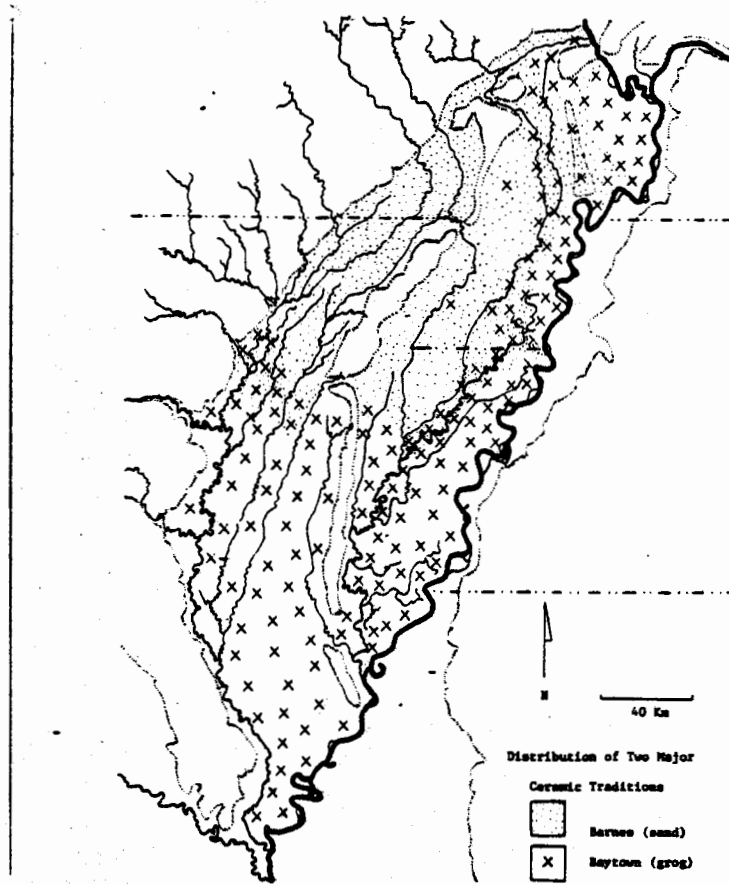 N
40 Km
Distribution of Two Major
Ceramic Traditions
Barnes (sand)
X Baytown (grog)